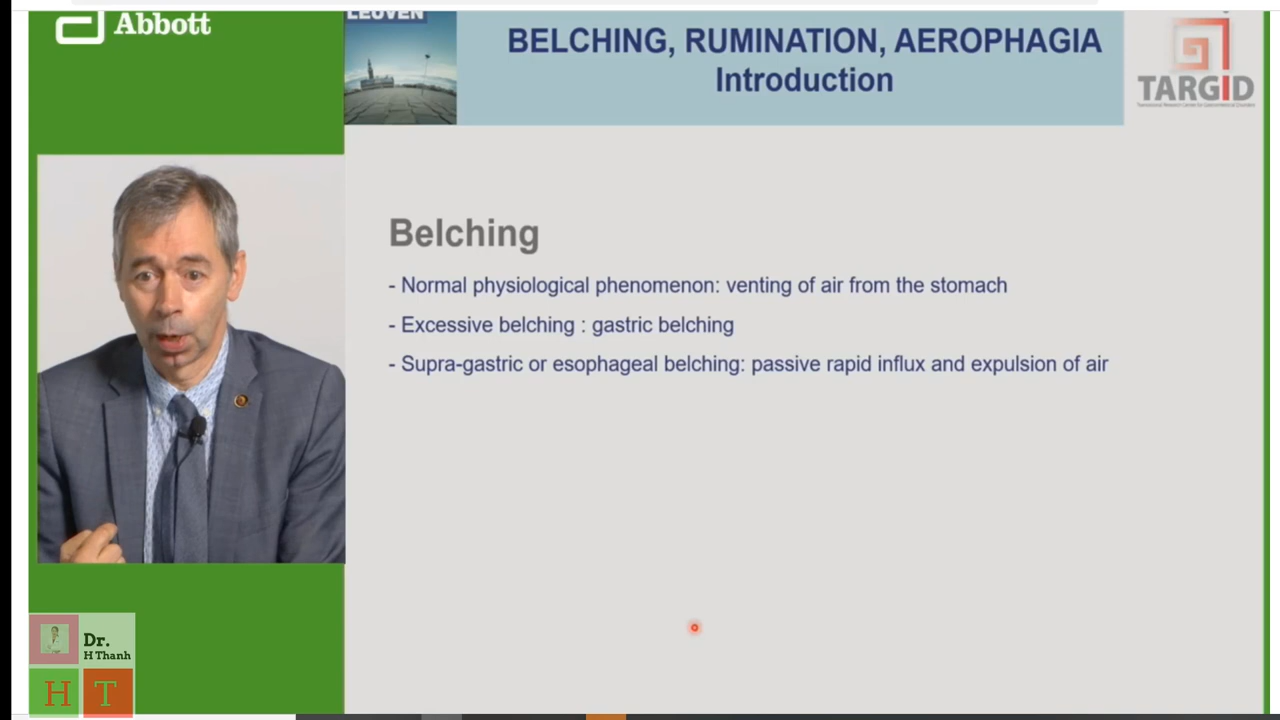 Abbott
LEUVEN
BELCHING, RUMINATION, AEROPHAGIA
Introduction
TARGID
Belching
- Normal physiological phenomenon: venting of air from the stomach
- Excessive belching : gastric belching
- Supra-gastric or esophageal belching: passive rapid influx and expulsion of air
Dr.
H Thanh
H T